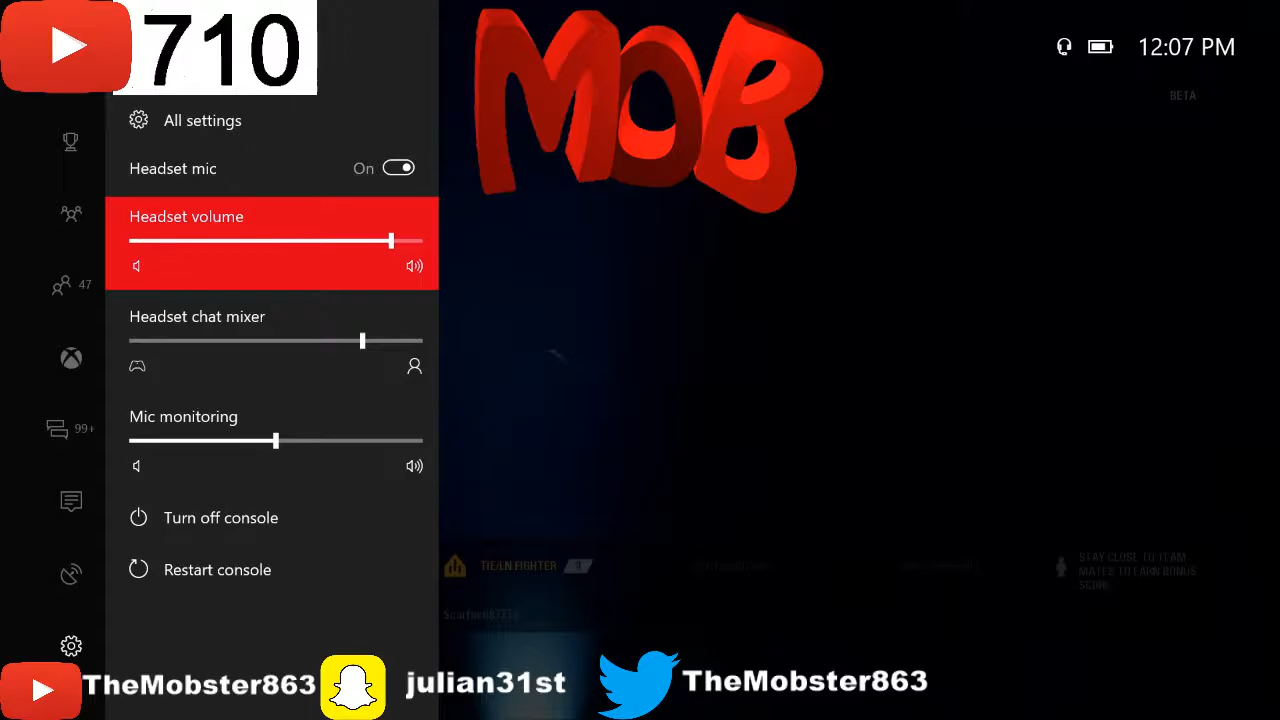 710
MOB
12:07 PM
BETA
All settings
Headset mic On
Headset volume
Headset chat mixer
47
Mic monitoring
99+
Turn off console
Restart console
TIE/LN FIGHTER
STAY CLOSE TO TEAM
MATES TO EARN BONUS
SCORE
TheMobster863
julian31st
TheMobster863